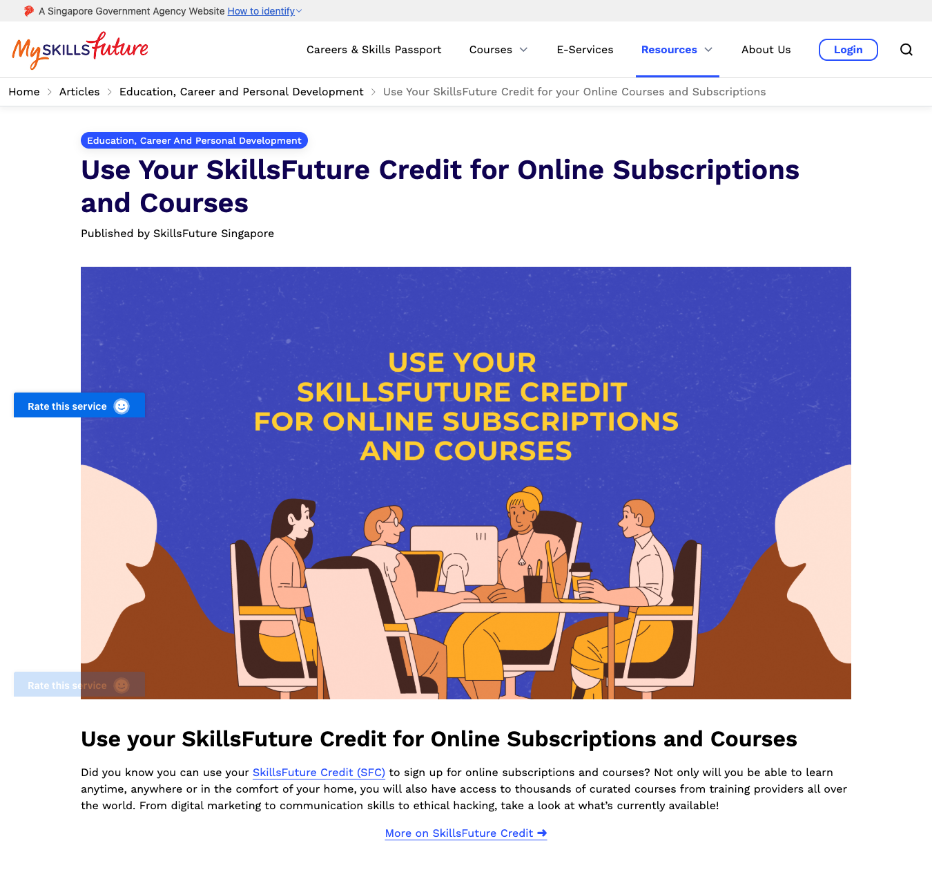 A Singapore Government Agency Website How to identify
My SKILLS Future
Careers & Skills Passport Courses E-Services Resources About Us Login
Home > Articles > Education, Career and Personal Development > Use Your SkillsFuture Credit for your Online Courses and Subscriptions
Education, Career And Personal Development
Use Your SkillsFuture Credit for Online Subscriptions
and Courses
Published by SkillsFuture Singapore
USE YOUR
SKILLSFUTURE CREDIT
FOR ONLINE SUBSCRIPTIONS
AND COURSES
Rate this service
Rate this service
Use your SkillsFuture Credit for Online Subscriptions and Courses
Did you know you can use your SkillsFuture Credit (SFC) to sign up for online subscriptions and courses? Not only will you be able to learn
anytime, anywhere or in the comfort of your home, you will also have access to thousands of curated courses from training providers all over
the world. From digital marketing to communication skills to ethical hacking, take a look at what’s currently available!
More on SkillsFuture Credit ➜